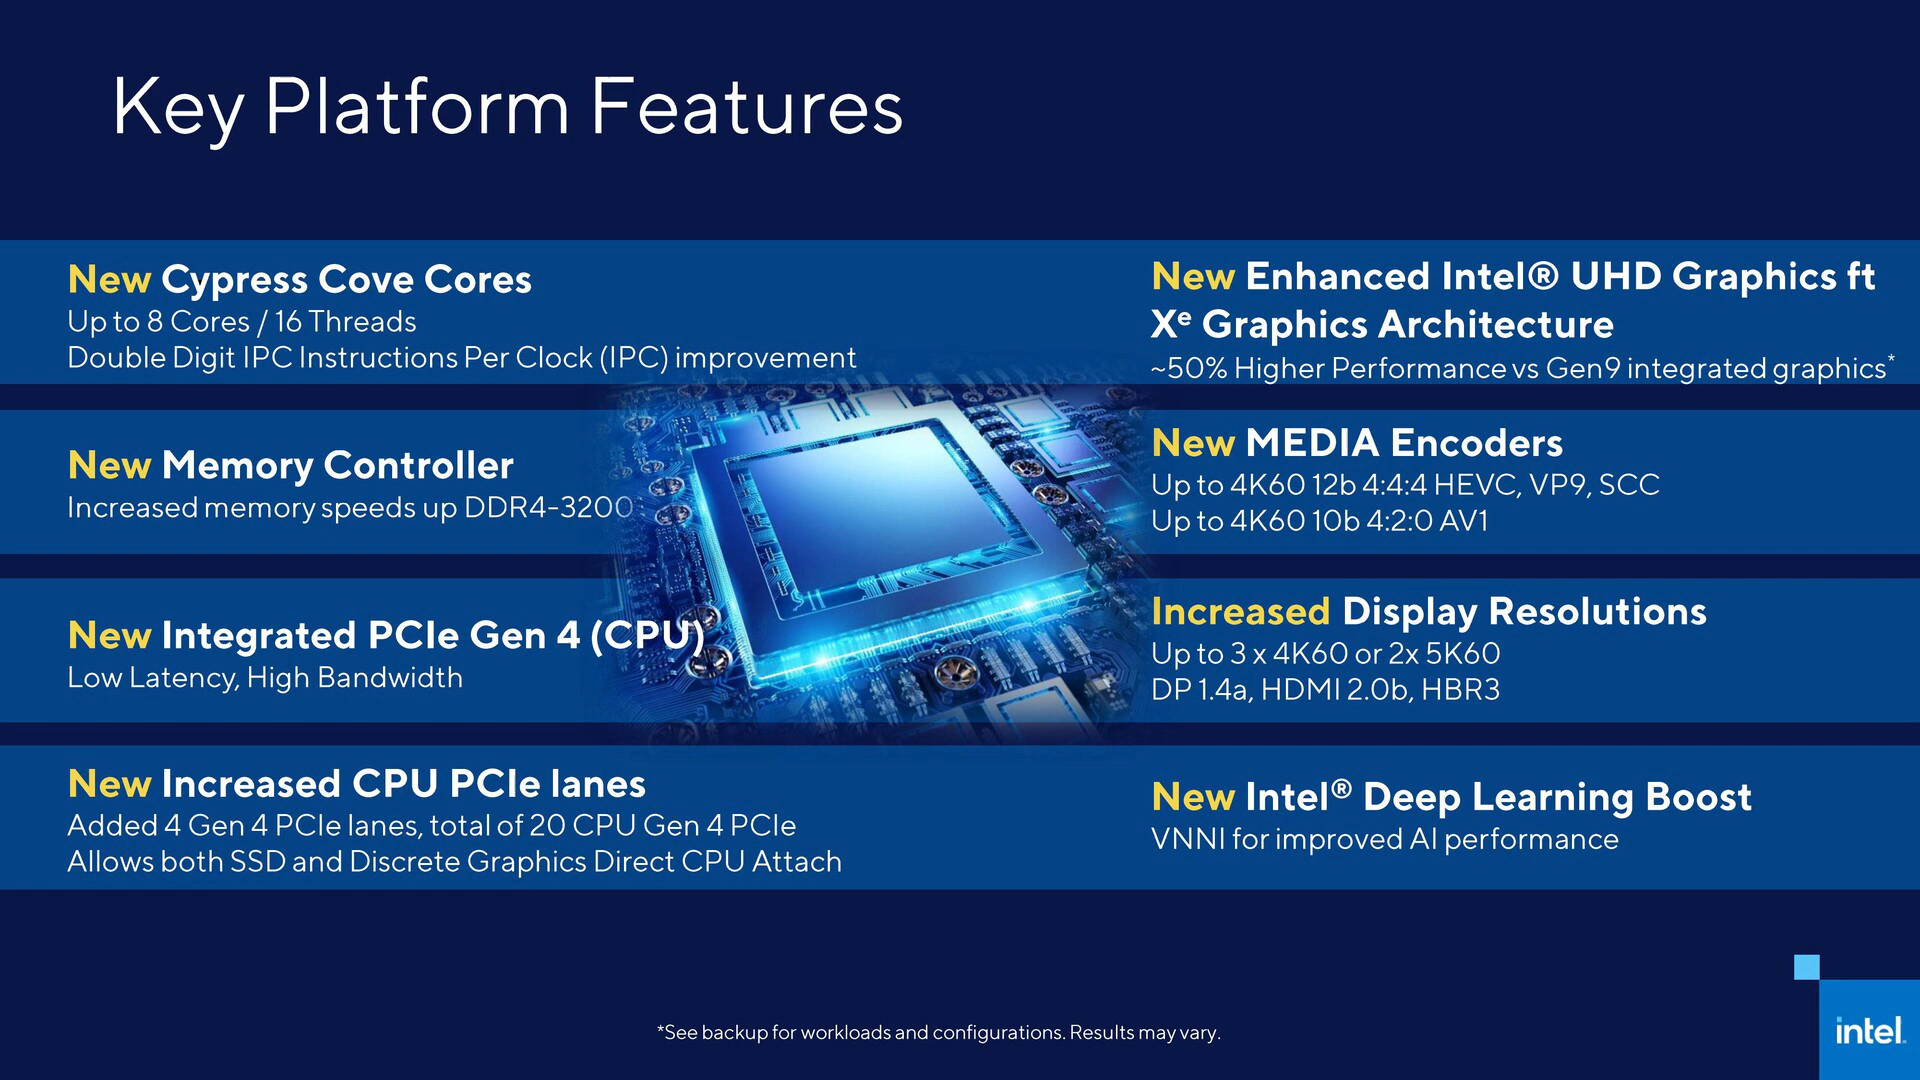 Key Platform Features
New Cypress Cove Cores
Up to 8 Cores / 16 Threads
Double Digit IPC Instructions Per Clock (IPC) improvement
New Memory Controller
Increased memory speeds up DDR4-3200
New Integrated PCIe Gen 4 (CPU)
Low Latency, High Bandwidth
New Increased CPU PCIe lanes
Added 4 Gen 4 PCIe lanes, total of 20 CPU Gen 4 PCIe
Allows both SSD and Discrete Graphics Direct CPU Attach
New Enhanced Intel® UHD Graphics ft
Xᵉ Graphics Architecture
~50% Higher Performance vs Gen9 integrated graphics*
New MEDIA Encoders
Up to 4K60 12b 4:4:4 HEVC, VP9, SCC
Up to 4K60 10b 4:2:0 AV1
Increased Display Resolutions
Up to 3 x 4K60 or 2x 5K60
DP 1.4a, HDMI 2.0b, HBR3
New Intel® Deep Learning Boost
VNNI for improved AI performance
*See backup for workloads and configurations. Results may vary.
intel.